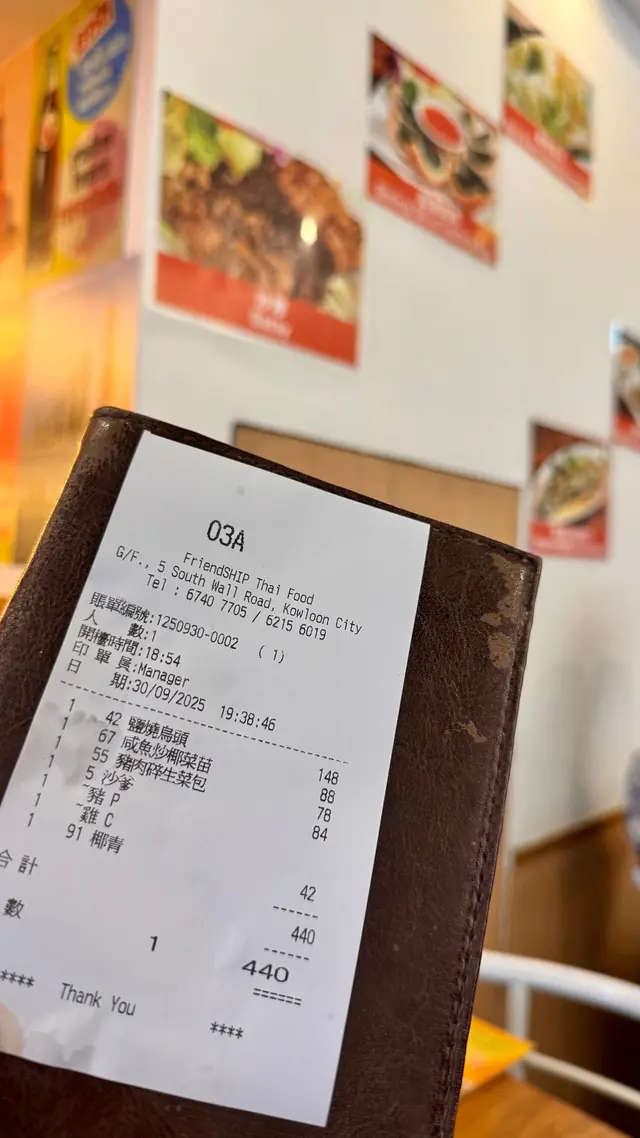 03A
FriendSHIP Thai Food
G/F., 5 South Wall Road, Kowloon City
Tel : 6740 7705 / 6215 6019
賬單編號:1250930-0002 ( 1)
人 數:1
開檯時間:18:54
印單員:Manager
日 期:30/09/2025 19:38:46
1 42 鹽燒烏頭 148
1 67 咸魚炒椰菜苗 88
1 55 豬肉碎生菜包 78
1 5 沙爹 84
1 ~豬 P
1 ~雞 C
1 91 椰青 42
合計 440
數 1 440
**** Thank You ****